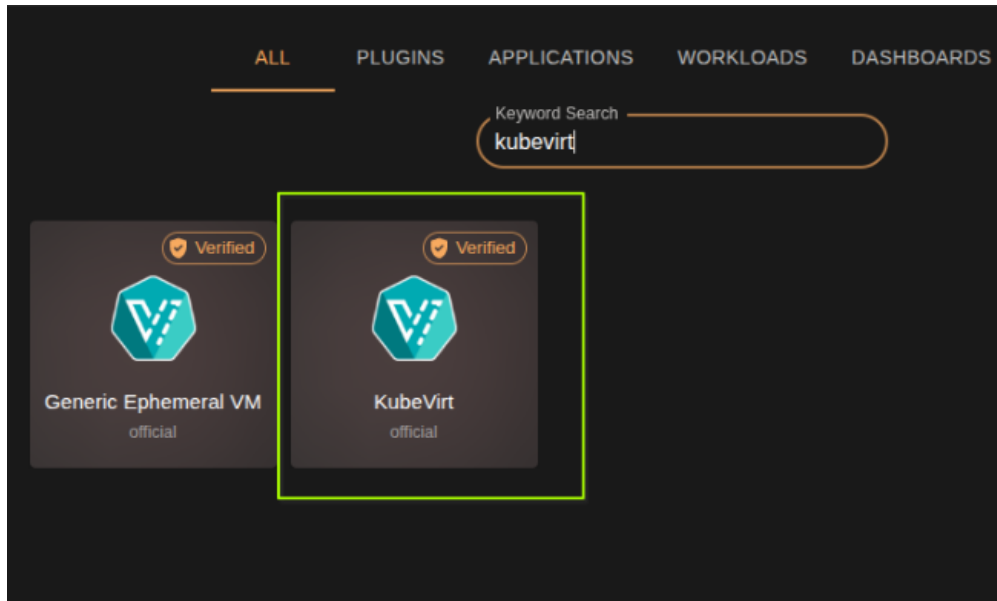 ALL PLUGINS APPLICATIONS WORKLOADS DASHBOARDS
Keyword Search
kubevirt
Verified Verified
Generic Ephemeral VM KubeVirt
official official